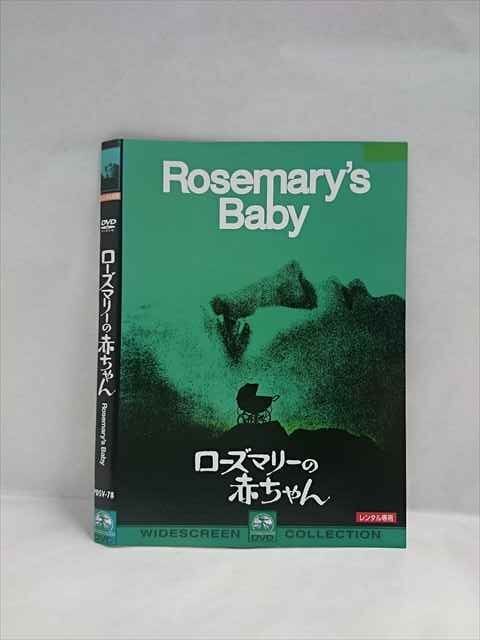 Rosemary's
Baby
ローズマリーの
赤ちゃん
レンタル専用
WIDESCREEN DVD COLLECTION
DVD
ローズマリーの赤ちゃん
Rosemary's Baby